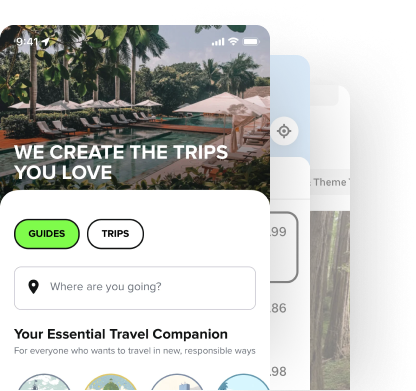 9:41
WE CREATE THE TRIPS
YOU LOVE
GUIDES
TRIPS
Where are you going?
Your Essential Travel Companion
For everyone who wants to travel in new, responsible ways
Theme
.99
.86
.98